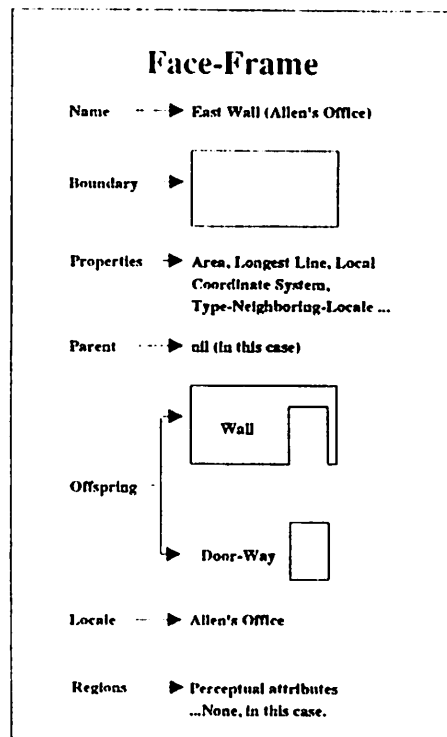 Face-Frame
Name East Wall (Allen's Office)
Boundary
Properties Area, Longest Line, Local
Coordinate System,
Type-Neighboring-Locale ...
Parent nil (in this case)
Wall
Offspring
Door-Way
Locale Allen's Office
Regions Perceptual attributes
...None, in this case.